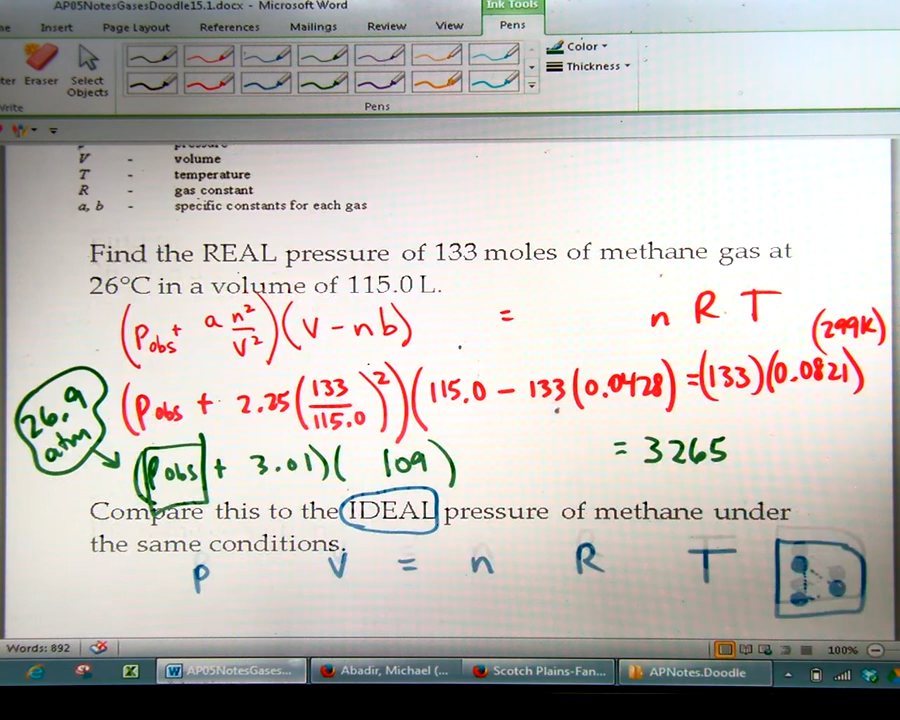 AP05NotesGasesDoodle15.1.docx - Microsoft Word
Ink Tools
Insert Page Layout References Mailings Review View Pens
Eraser Select Objects
Color
Thickness
Pens
V - volume
T - temperature
R - gas constant
a, b - specific constants for each gas
Find the REAL pressure of 133 moles of methane gas at
26°C in a volume of 115.0 L.
(Pobs + a n²/V²)(V - nb) = n R T
(299K)
(Pobs + 2.25(133/115.0)²)(115.0 - 133(0.0428) = (133)(0.0821)
26.9 atm
(Pobs + 3.01)( 109 ) = 3265
Compare this to the IDEAL pressure of methane under
the same conditions.
P V = n R T
Words: 892 100%
AP05NotesGases... Abadir, Michael (... Scotch Plains-Fan... APNotes.Doodle